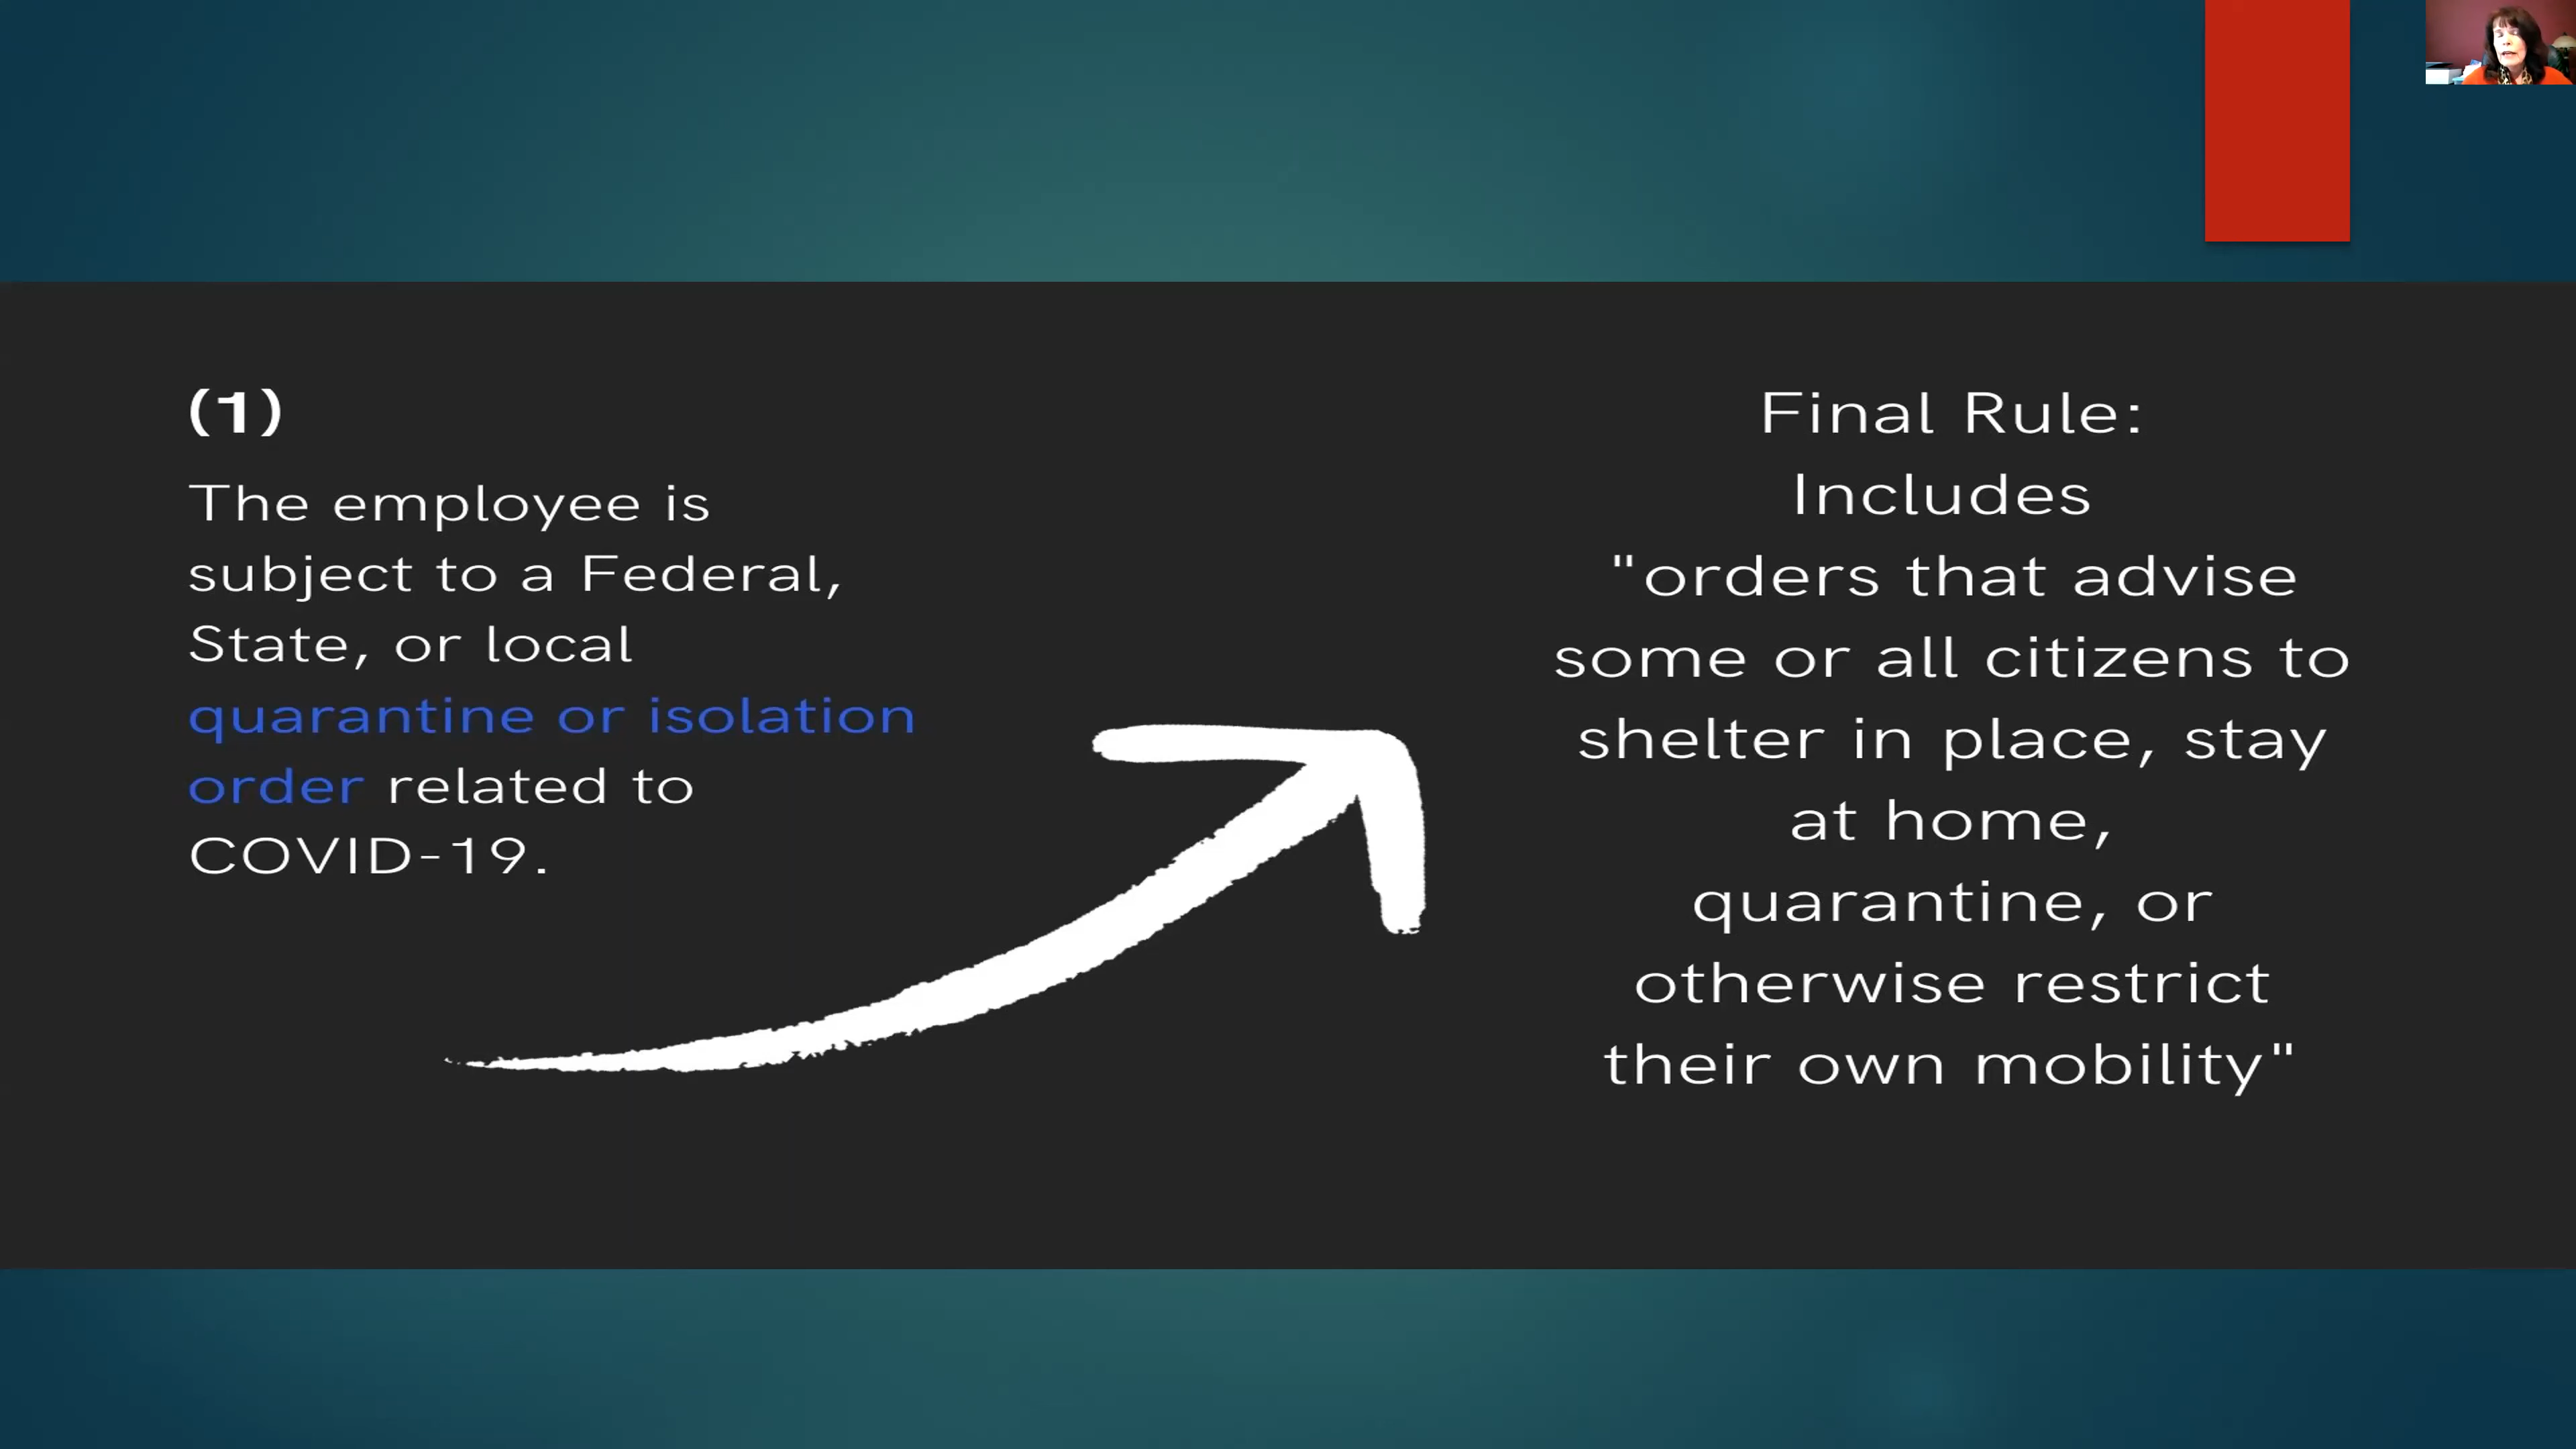 (1)
The employee is
subject to a Federal,
State, or local
quarantine or isolation
order related to
COVID-19.
Final Rule:
Includes
"orders that advise
some or all citizens to
shelter in place, stay
at home,
quarantine, or
otherwise restrict
their own mobility"